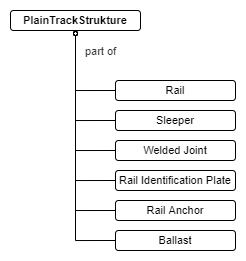 PlainTrackStrukture
part of
Rail
Sleeper
Welded Joint
Rail Identification Plate
Rail Anchor
Ballast